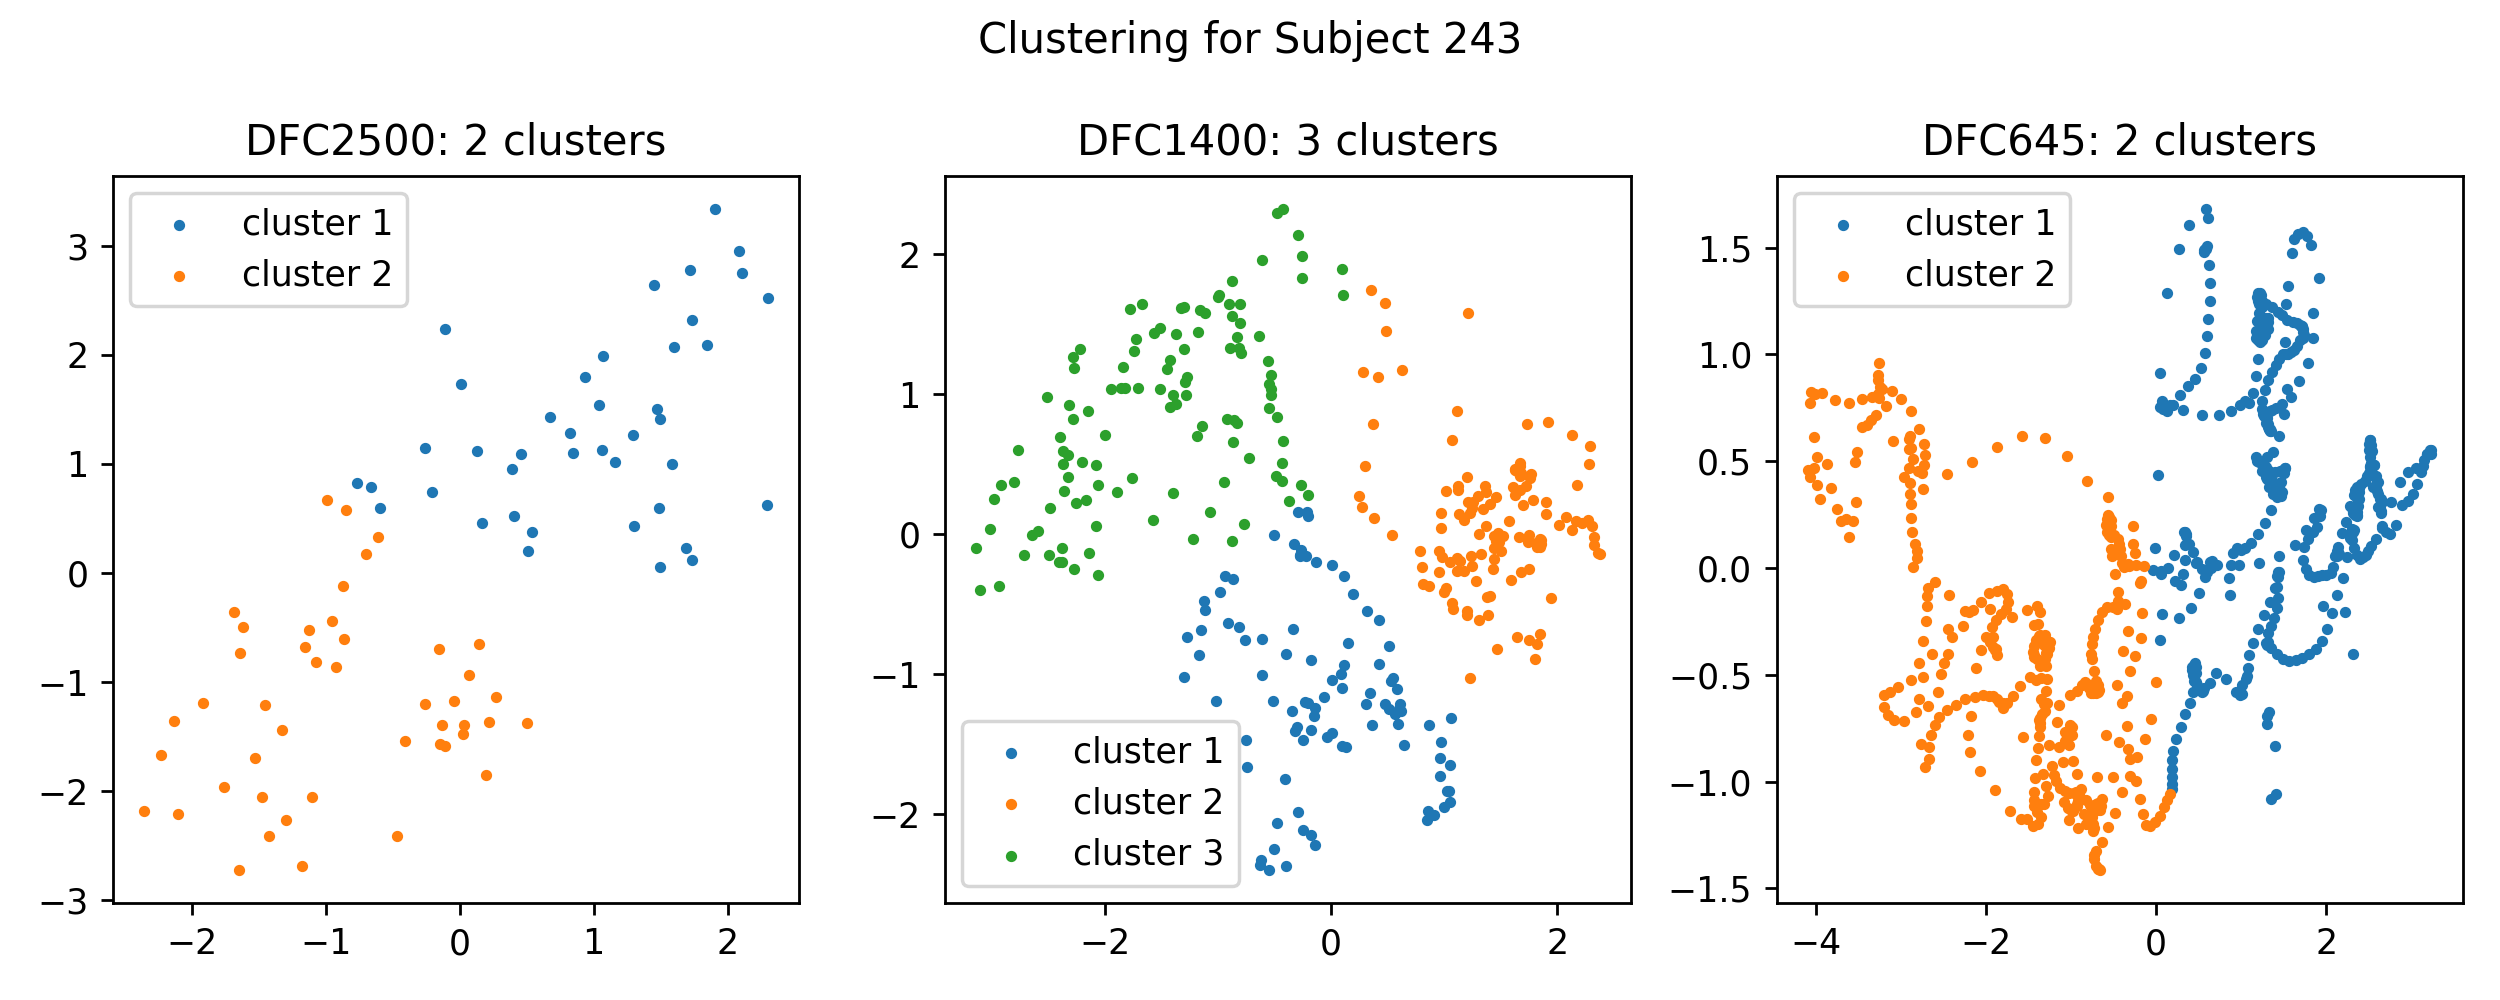 Clustering for Subject 243
DFC2500: 2 clusters
cluster 1
cluster 2
3
2
1
0
−1
−2
−3
−2
−1
0
1
2
DFC1400: 3 clusters
2
1
0
−1
−2
cluster 1
cluster 2
cluster 3
−2
0
2
DFC645: 2 clusters
cluster 1
cluster 2
1.5
1.0
0.5
0.0
−0.5
−1.0
−1.5
−4
−2
0
2